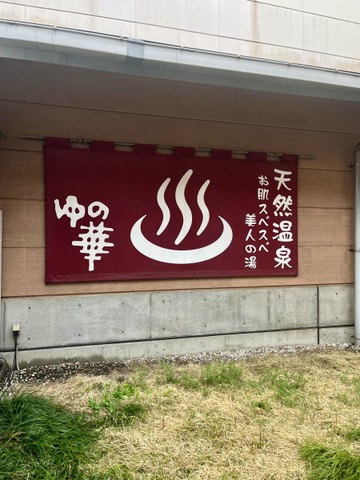 天然温泉
お肌スベスベ
美人の湯
ゆの
華